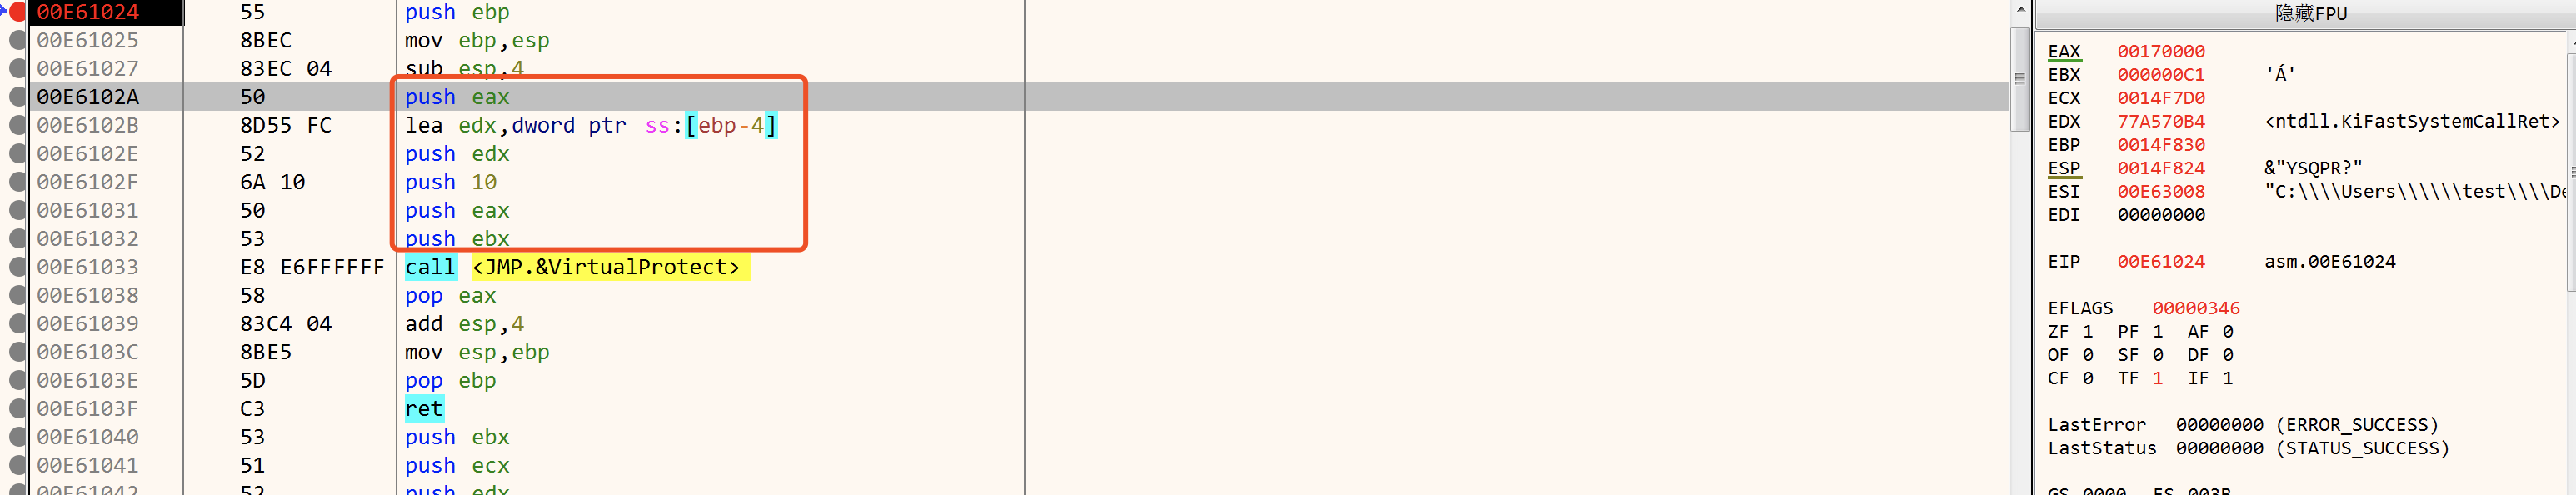 00E61024 55 push ebp
00E61025 8BEC mov ebp,esp
00E61027 83EC 04 sub esp,4
00E6102A 50 push eax
00E6102B 8D55 FC lea edx,dword ptr ss:[ebp-4]
00E6102E 52 push edx
00E6102F 6A 10 push 10
00E61031 50 push eax
00E61032 53 push ebx
00E61033 E8 E6FFFFFF call <JMP.&VirtualProtect>
00E61038 58 pop eax
00E61039 83C4 04 add esp,4
00E6103C 8BE5 mov esp,ebp
00E6103E 5D pop ebp
00E6103F C3 ret
00E61040 53 push ebx
00E61041 51 push ecx
00E61042 52 push edx
隐藏FPU
EAX 00170000
EBX 000000C1 'Á'
ECX 0014F7D0
EDX 77A570B4 <ntdll.KiFastSystemCallRet>
EBP 0014F830
ESP 0014F824 &"YSQPR?"
ESI 00E63008 "C:\\\\Users\\\\\\test\\\\De
EDI 00000000
EIP 00E61024 asm.00E61024
EFLAGS 00000346
ZF 1 PF 1 AF 0
OF 0 SF 0 DF 0
CF 0 TF 1 IF 1
LastError 00000000 (ERROR_SUCCESS)
LastStatus 00000000 (STATUS_SUCCESS)
GS 0000 FS 003B